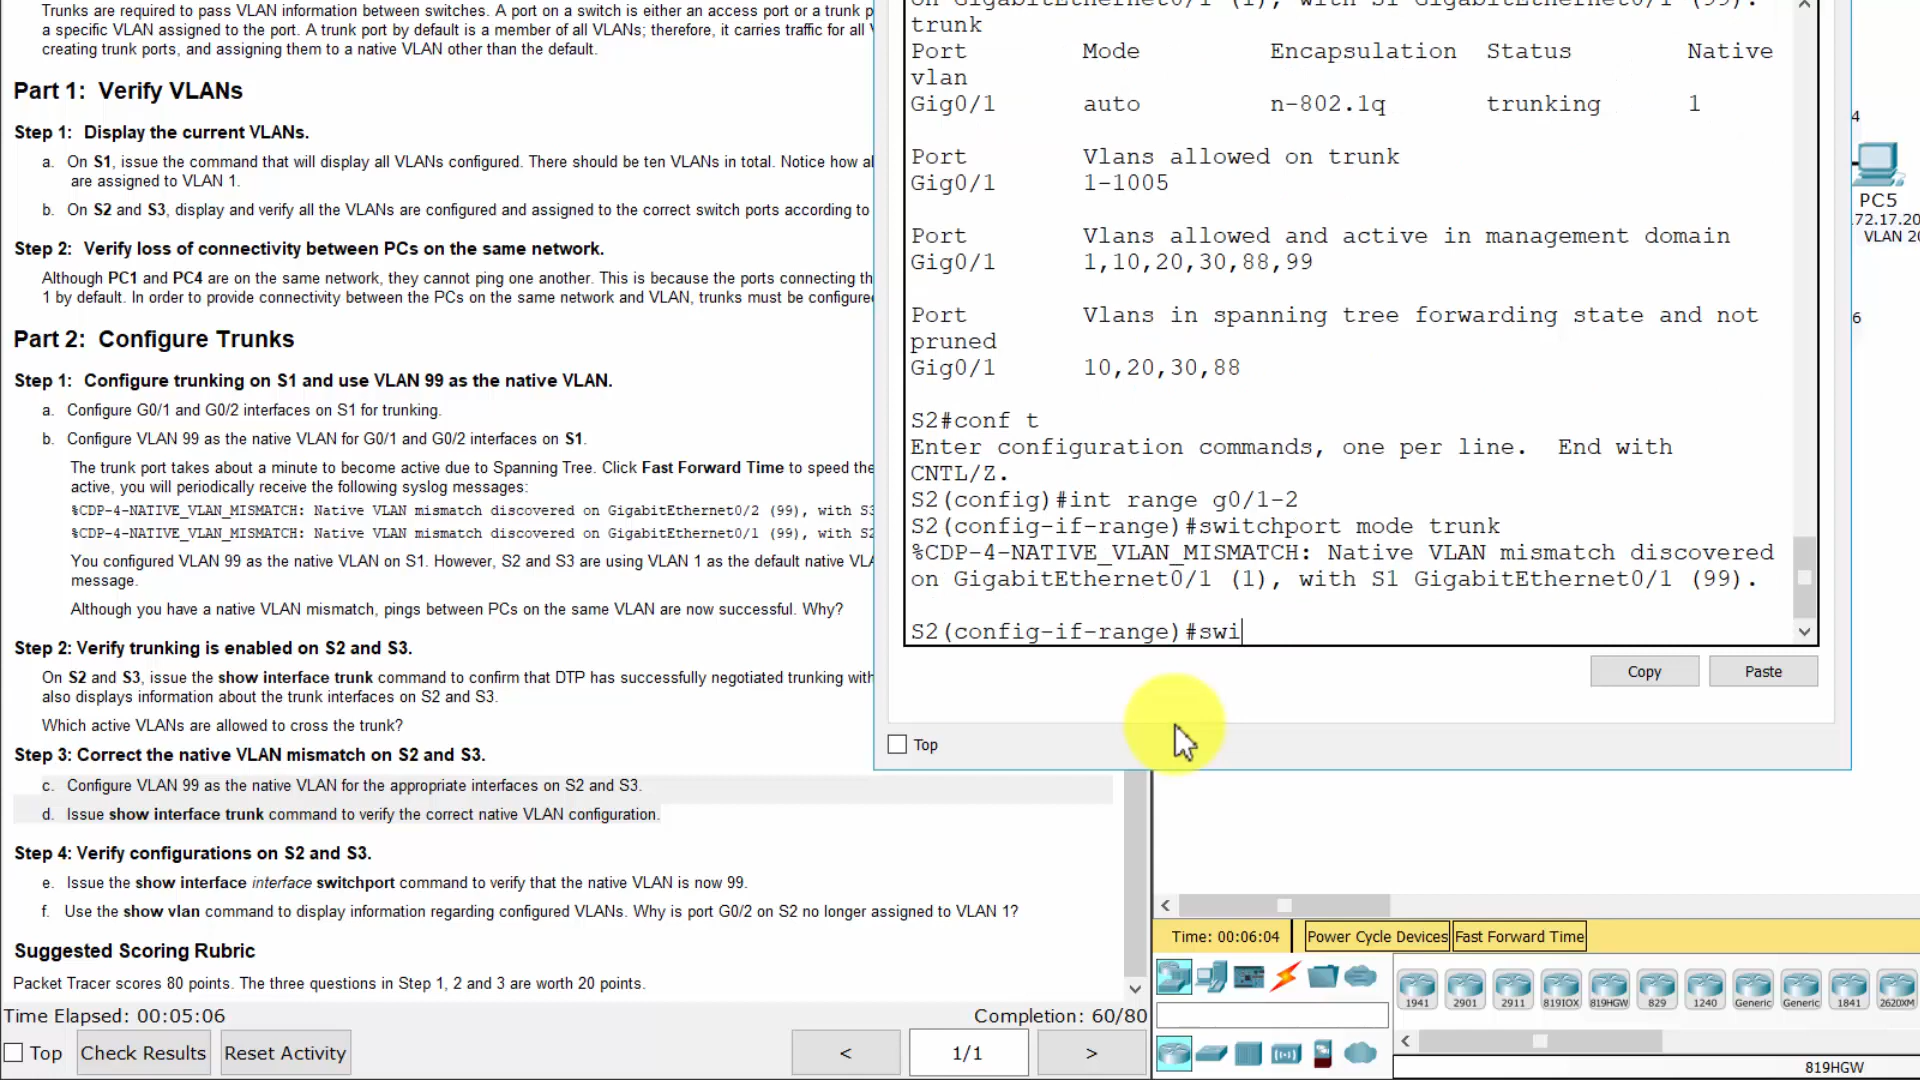 Trunks are required to pass VLAN information between switches. A port on a switch is either an access port or a trunk p
a specific VLAN assigned to the port. A trunk port by default is a member of all VLANs; therefore, it carries traffic for all V
creating trunk ports, and assigning them to a native VLAN other than the default.
Part 1: Verify VLANs
Step 1: Display the current VLANs.
a. On S1, issue the command that will display all VLANs configured. There should be ten VLANs in total. Notice how al
are assigned to VLAN 1.
b. On S2 and S3, display and verify all the VLANs are configured and assigned to the correct switch ports according to
Step 2: Verify loss of connectivity between PCs on the same network.
Although PC1 and PC4 are on the same network, they cannot ping one another. This is because the ports connecting th
1 by default. In order to provide connectivity between the PCs on the same network and VLAN, trunks must be configured
Part 2: Configure Trunks
Step 1: Configure trunking on S1 and use VLAN 99 as the native VLAN.
a. Configure G0/1 and G0/2 interfaces on S1 for trunking.
b. Configure VLAN 99 as the native VLAN for G0/1 and G0/2 interfaces on S1.
The trunk port takes about a minute to become active due to Spanning Tree. Click Fast Forward Time to speed the
active, you will periodically receive the following syslog messages:
%CDP-4-NATIVE_VLAN_MISMATCH: Native VLAN mismatch discovered on GigabitEthernet0/2 (99), with S3
%CDP-4-NATIVE_VLAN_MISMATCH: Native VLAN mismatch discovered on GigabitEthernet0/1 (99), with S2
You configured VLAN 99 as the native VLAN on S1. However, S2 and S3 are using VLAN 1 as the default native VLA
message.
Although you have a native VLAN mismatch, pings between PCs on the same VLAN are now successful. Why?
Step 2: Verify trunking is enabled on S2 and S3.
On S2 and S3, issue the show interface trunk command to confirm that DTP has successfully negotiated trunking with
also displays information about the trunk interfaces on S2 and S3.
Which active VLANs are allowed to cross the trunk?
Step 3: Correct the native VLAN mismatch on S2 and S3.
c. Configure VLAN 99 as the native VLAN for the appropriate interfaces on S2 and S3.
d. Issue show interface trunk command to verify the correct native VLAN configuration.
Step 4: Verify configurations on S2 and S3.
e. Issue the show interface interface switchport command to verify that the native VLAN is now 99.
f. Use the show vlan command to display information regarding configured VLANs. Why is port G0/2 on S2 no longer assigned to VLAN 1?
Suggested Scoring Rubric
Packet Tracer scores 80 points. The three questions in Step 1, 2 and 3 are worth 20 points.
Time Elapsed: 00:05:06
Completion: 60/80
Top
Check Results
Reset Activity
<
1/1
>
on GigabitEthernet0/1 (1), with S1 GigabitEthernet0/1 (99).
trunk
Port Mode Encapsulation Status Native
vlan
Gig0/1 auto n-802.1q trunking 1
Port Vlans allowed on trunk
Gig0/1 1-1005
Port Vlans allowed and active in management domain
Gig0/1 1,10,20,30,88,99
Port Vlans in spanning tree forwarding state and not
pruned
Gig0/1 10,20,30,88
S2#conf t
Enter configuration commands, one per line. End with
CNTL/Z.
S2(config)#int range g0/1-2
S2(config-if-range)#switchport mode trunk
%CDP-4-NATIVE_VLAN_MISMATCH: Native VLAN mismatch discovered
on GigabitEthernet0/1 (1), with S1 GigabitEthernet0/1 (99).
S2(config-if-range)#swi
Copy
Paste
Top
4
PC5
72.17.20
VLAN 20
6
Time: 00:06:04
Power Cycle Devices
Fast Forward Time
1941
2901
2911
819IOX
819HGW
829
1240
Generic
Generic
1841
2620XM
819HGW